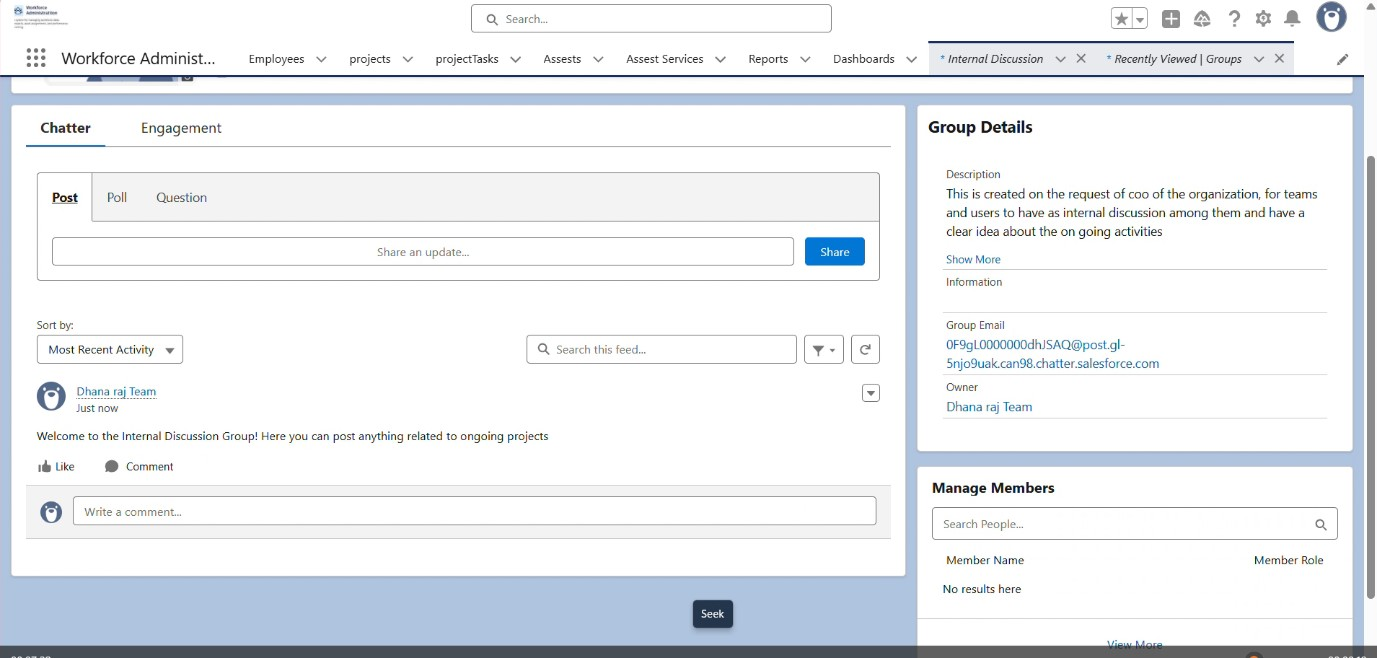 Workforce
Administration
Search...
Workforce Administ...
Employees
projects
projectTasks
Assests
Assest Services
Reports
Dashboards
* Internal Discussion
* Recently Viewed | Groups
Chatter
Engagement
Post
Poll
Question
Share an update...
Share
Sort by:
Most Recent Activity
Search this feed...
Dhana raj Team
Just now
Welcome to the Internal Discussion Group! Here you can post anything related to ongoing projects
Like
Comment
Write a comment...
Group Details
Description
This is created on the request of coo of the organization, for teams
and users to have as internal discussion among them and have a
clear idea about the on going activities
Show More
Information
Group Email
0F9gL0000000dhJSAQ@post.gl-
5njo9uak.can98.chatter.salesforce.com
Owner
Dhana raj Team
Manage Members
Search People...
Member Name
Member Role
No results here
View More
Seek